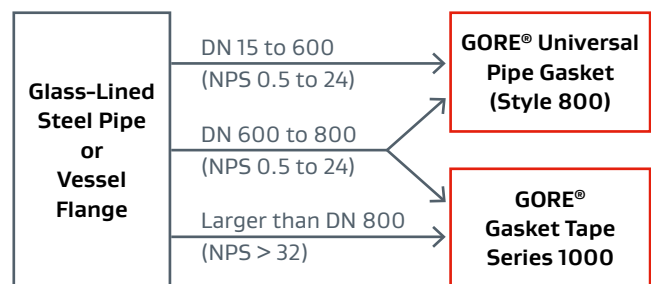 Glass-Lined
Steel Pipe
or
Vessel
Flange
DN 15 to 600
(NPS 0.5 to 24)
DN 600 to 800
(NPS 0.5 to 24)
Larger than DN 800
(NPS > 32)
GORE® Universal
Pipe Gasket
(Style 800)
GORE®
Gasket Tape
Series 1000